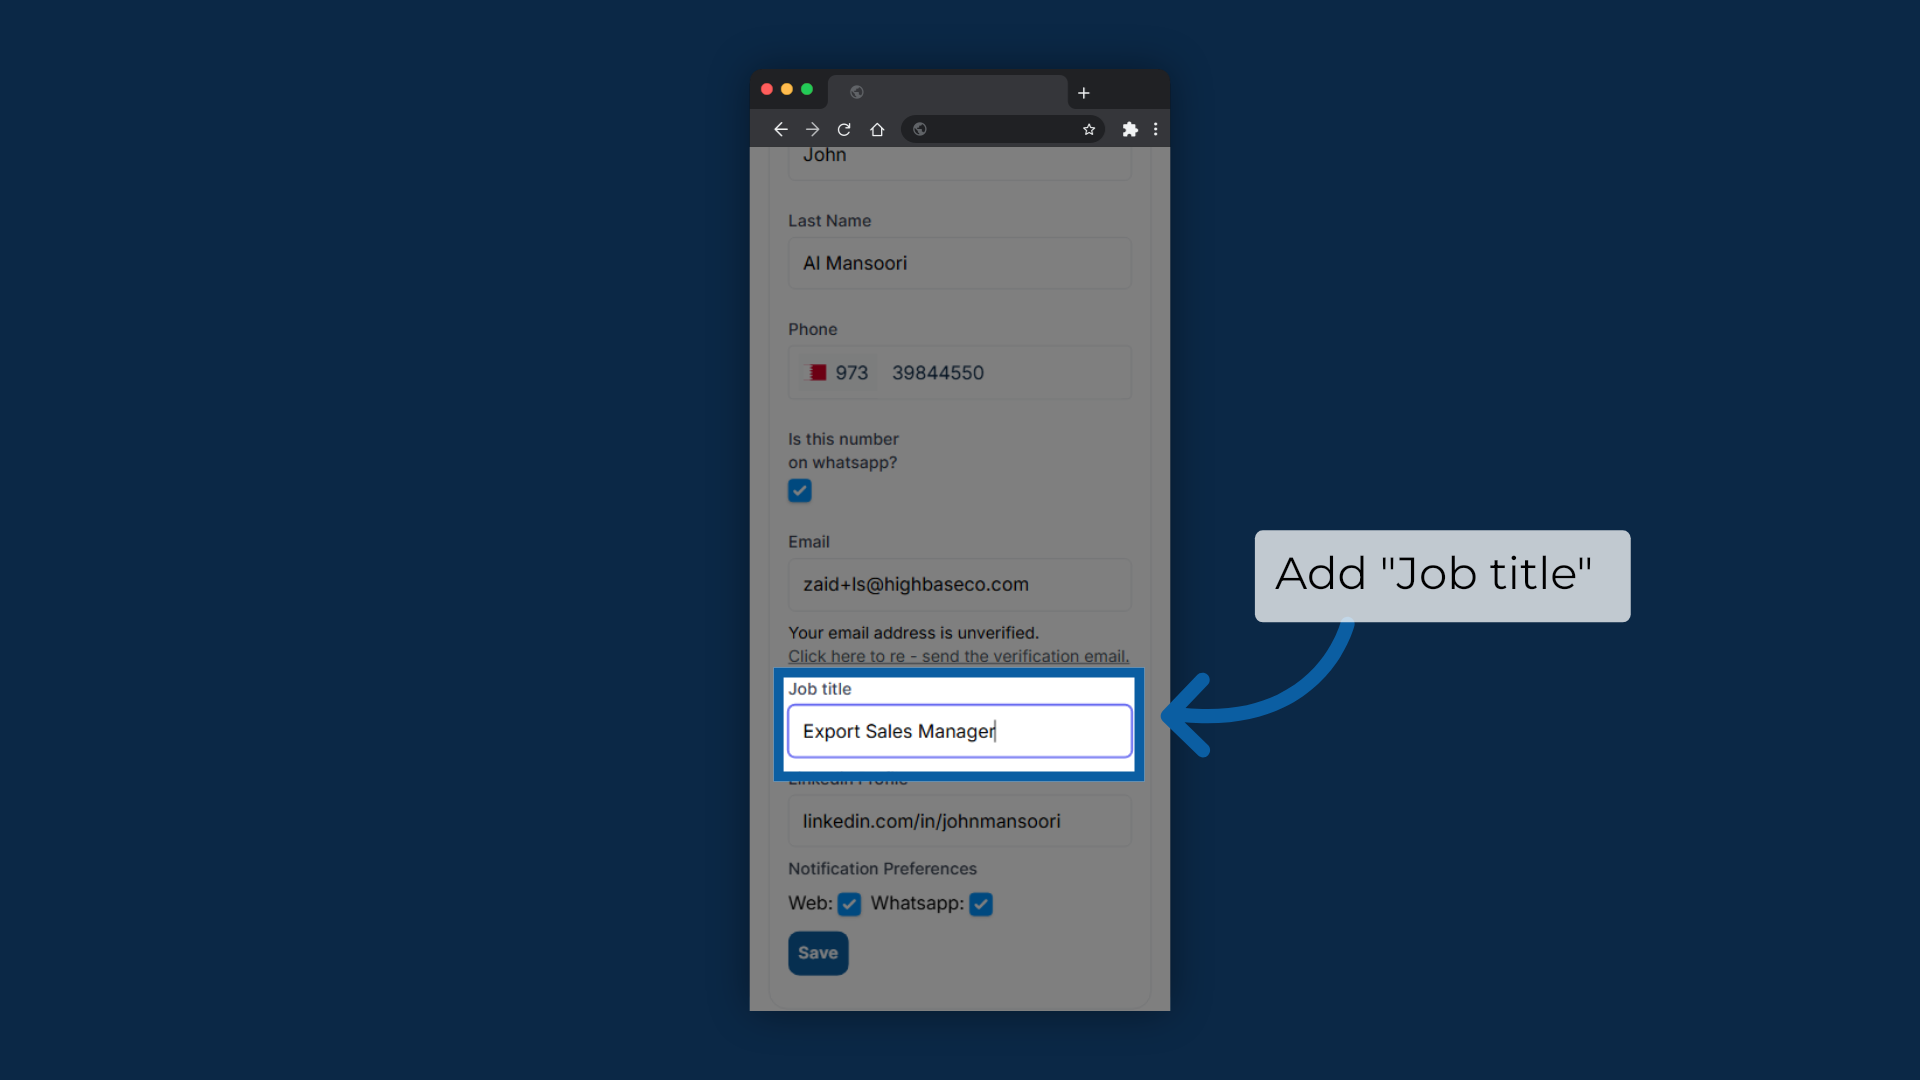 John
Last Name
Al Mansoori
Phone
973 39844550
Is this number
on whatsapp?
Email
zaid+ls@highbaseco.com
Your email address is unverified.
Click here to re - send the verification email.
Job title
Export Sales Manager
Linkedin Profile
linkedin.com/in/johnmansoori
Notification Preferences
Web: Whatsapp:
Save
Add "Job title"